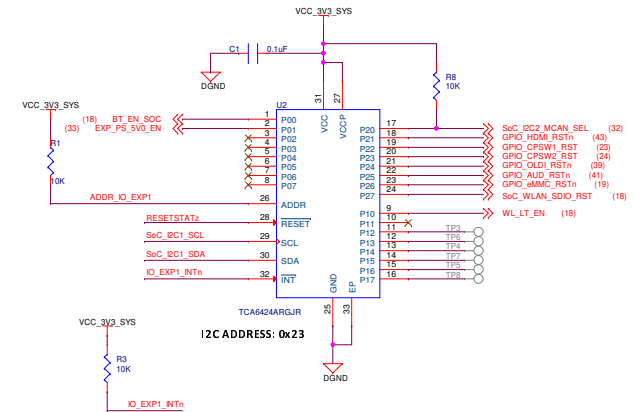 VCC_3V3_SYS
C1 0.1uF
DGND
R8
10K
VCC_3V3_SYS
R1
10K
U2
31 27
VCC VCCP
(18) BT_EN_SOC 1 P00
(33) EXP_PS_5V0_EN 2 P01
3 P02
4 P03
5 P04
6 P05
7 P06
8 P07
ADDR_IO_EXP1 26 ADDR
RESETSTATz 28 RESET
SoC_I2C1_SCL 29 SCL
SoC_I2C1_SDA 30 SDA
IO_EXP1_INTn 32 INT
P20 17 SoC_I2C2_MCAN_SEL (32)
P21 18 GPIO_HDMI_RSTn (43)
P22 19 GPIO_CPSW1_RST (23)
P23 20 GPIO_CPSW2_RST (24)
P24 21 GPIO_OLDI_RSTn (39)
P25 22 GPIO_AUD_RSTn (41)
P26 23 GPIO_eMMC_RSTn (19)
P27 24 SoC_WLAN_SDIO_RST (18)
P10 9 WL_LT_EN (18)
P11 10
P12 11 TP3
P13 12 TP6
P14 13 TP4
P15 14 TP7
P16 15 TP5
P17 16 TP8
GND EP
25 33
TCA6424ARGJR
I2C ADDRESS: 0x23
DGND
VCC_3V3_SYS
R3
10K
IO_EXP1_INTn